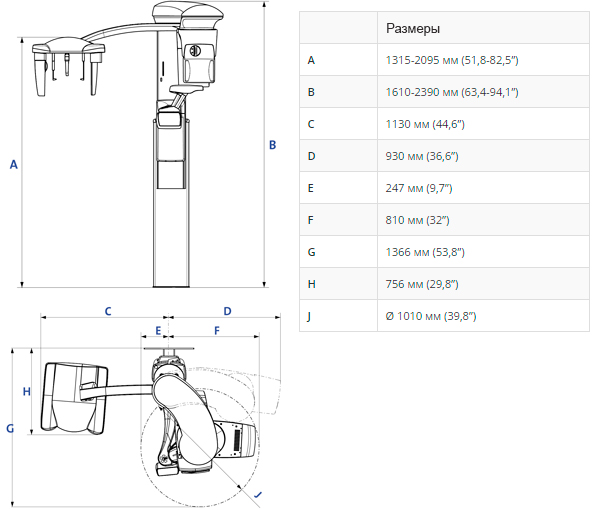 A
B
C
D
E
F
H
G
J
Размеры
A 1315-2095 мм (51,8-82,5”)
B 1610-2390 мм (63,4-94,1”)
C 1130 мм (44,6”)
D 930 мм (36,6”)
E 247 мм (9,7”)
F 810 мм (32”)
G 1366 мм (53,8”)
H 756 мм (29,8”)
J Ø 1010 мм (39,8”)